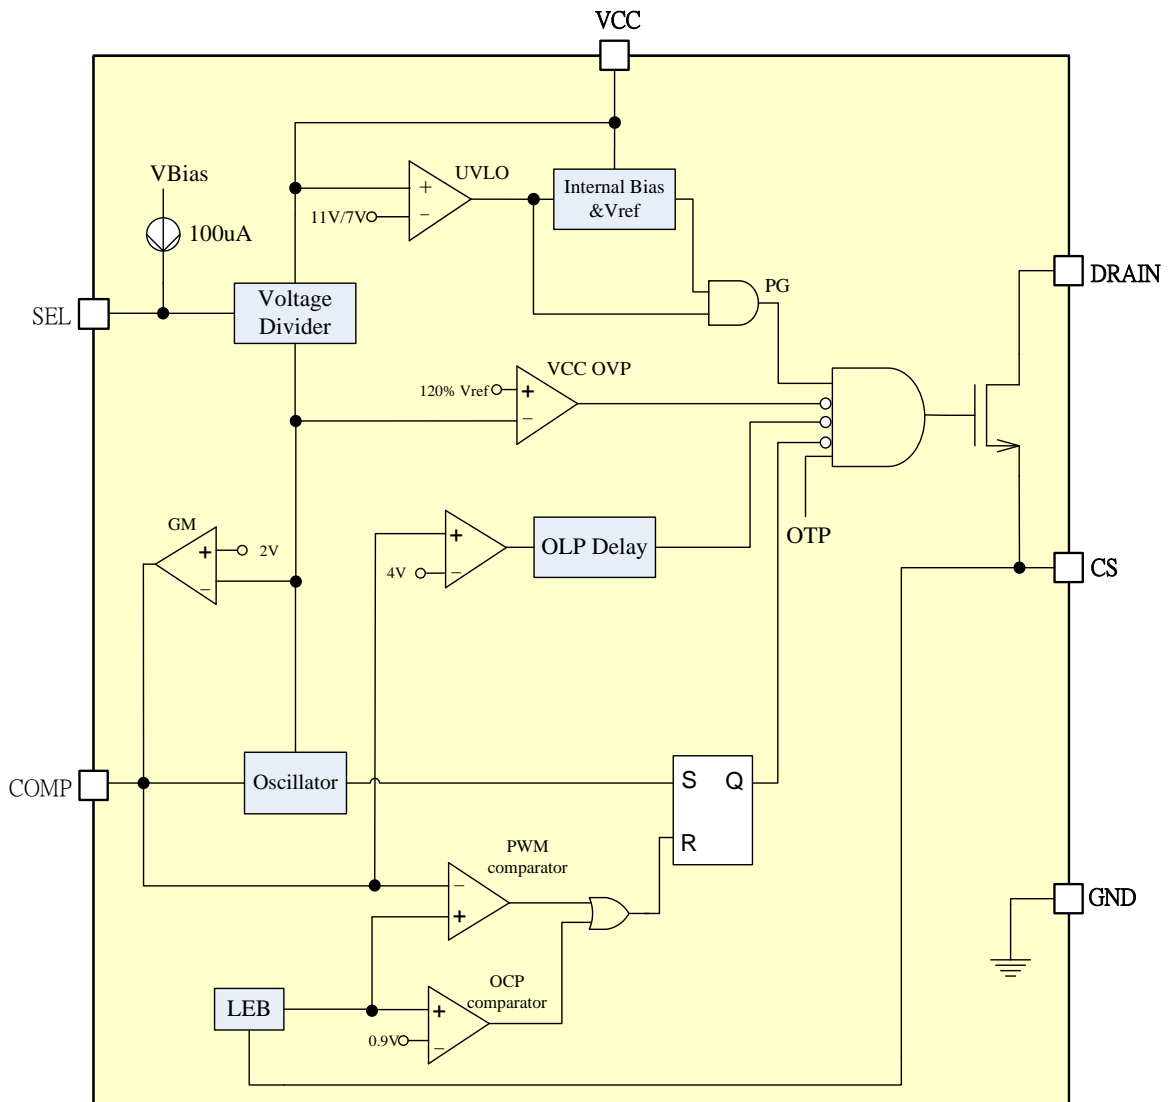 VCC
VBias
100uA
+
−
UVLO
11V/7V
Internal Bias
&Vref
PG
DRAIN
SEL
Voltage
Divider
VCC OVP
120% Vref
+
−
OTP
GM
+
−
2V
+
−
4V
OLP Delay
CS
COMP
Oscillator
S Q
R
PWM
comparator
−
+
GND
OCP
comparator
LEB
+
−
0.9V